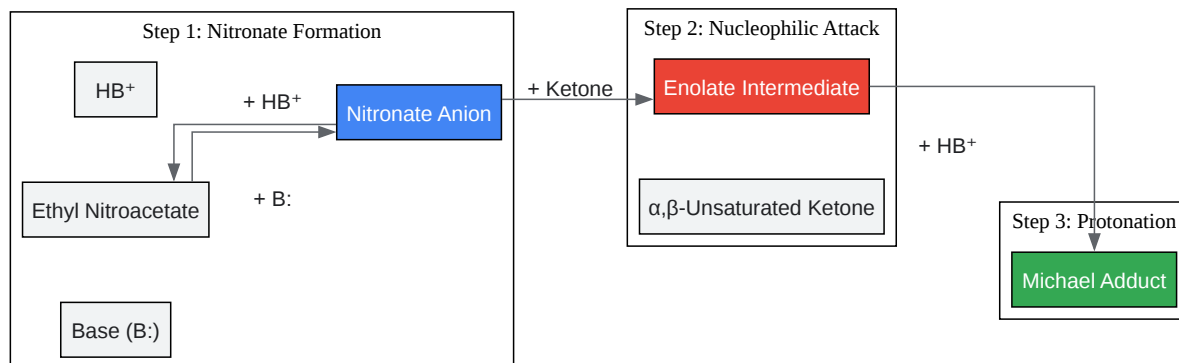 Step 1: Nitronate Formation
HB⁺
+ HB⁺
Nitronate Anion
Ethyl Nitroacetate
+ B:
Base (B:)
+ Ketone
Step 2: Nucleophilic Attack
Enolate Intermediate
α,β-Unsaturated Ketone
+ HB⁺
Step 3: Protonation
Michael Adduct